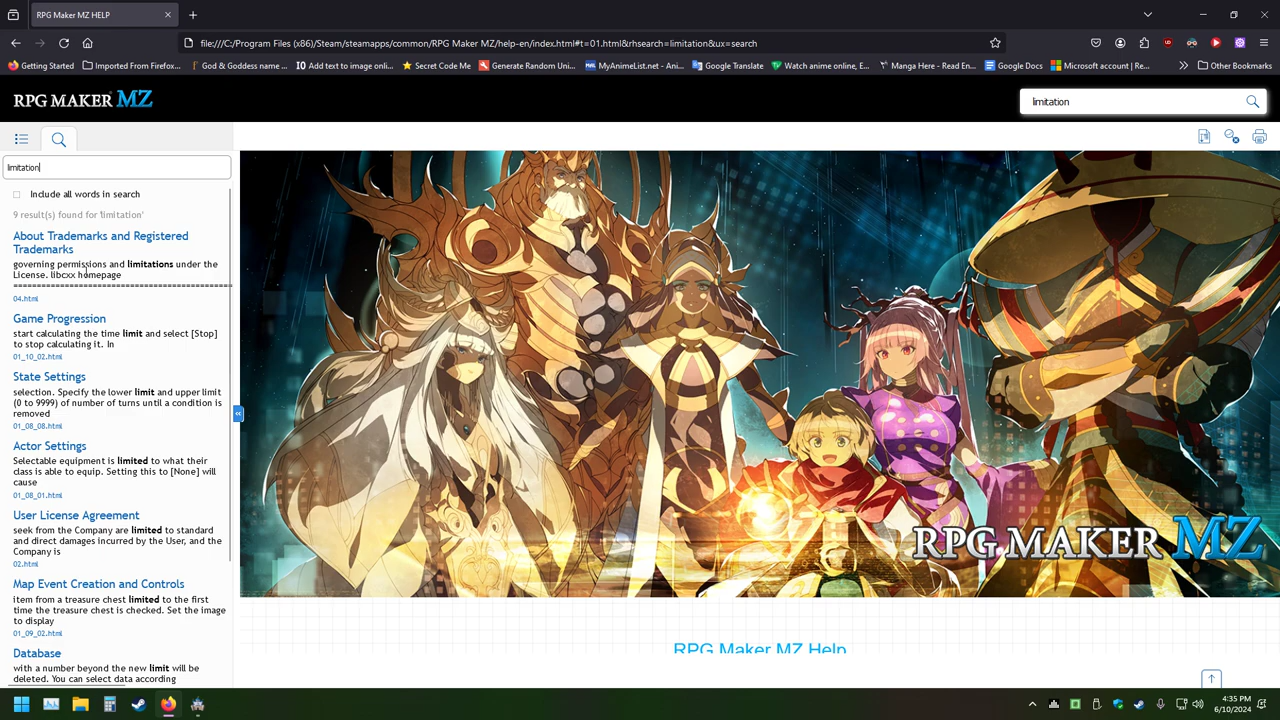 RPG Maker MZ HELP
file:///C:/Program Files (x86)/Steam/steamapps/common/RPG Maker MZ/help-en/index.html#t=01.html&rhsearch=limitation&ux=search
Getting Started
Imported From Firefox...
God & Goddess name ...
Add text to image onli...
Secret Code Me
Generate Random Uni...
MyAnimeList.net - Ani...
Google Translate
Watch anime online, E...
Manga Here - Read En...
Google Docs
Microsoft account | Re...
Other Bookmarks
RPG MAKER MZ
limitation
limitation
Include all words in search
9 result(s) found for 'limitation'
About Trademarks and Registered
Trademarks
governing permissions and limitations under the
License. libcxx homepage
04.html
Game Progression
start calculating the time limit and select [Stop]
to stop calculating it. In
01_10_02.html
State Settings
selection. Specify the lower limit and upper limit
(0 to 9999) of number of turns until a condition is
removed
01_08_08.html
Actor Settings
Selectable equipment is limited to what their
class is able to equip. Setting this to [None] will
cause
01_08_01.html
User License Agreement
seek from the Company are limited to standard
and direct damages incurred by the User, and the
Company is
02.html
Map Event Creation and Controls
item from a treasure chest limited to the first
time the treasure chest is checked. Set the image
to display
01_09_02.html
Database
with a number beyond the new limit will be
deleted. You can select data according
RPG MAKER MZ
RPG Maker MZ Help
4:35 PM
6/10/2024